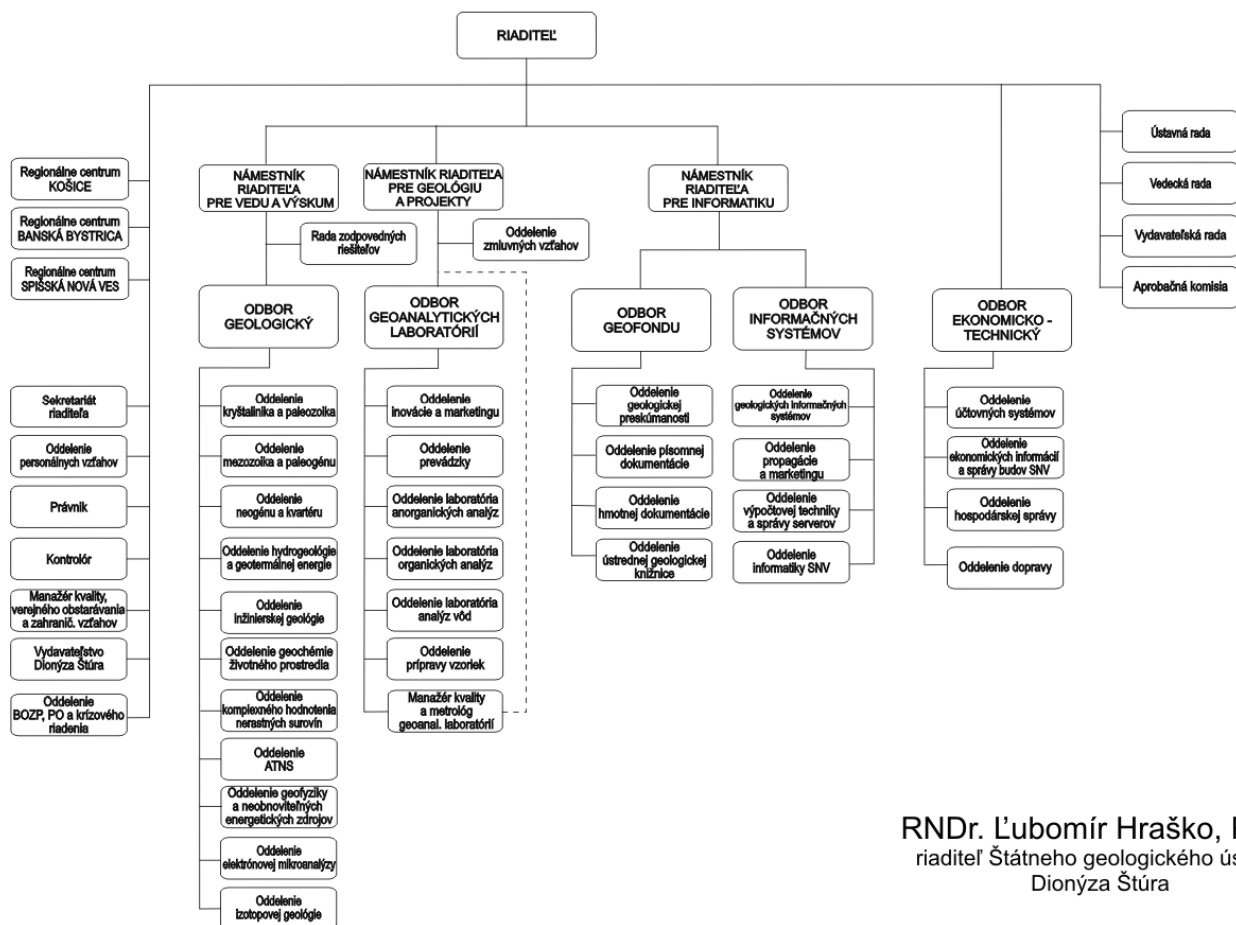 RIADITEĽ
Regionálne centrum
KOŠICE
Regionálne centrum
BANSKÁ BYSTRICA
Regionálne centrum
SPIŠSKÁ NOVÁ VES
Sekretariát
riaditeľa
Oddelenie
personálnych vzťahov
Právnik
Kontrolór
Manažér kvality,
verejného obstarávania
a zahranič. vzťahov
Vydavateľstvo
Dionýza Štúra
Oddelenie
BOZP, PO a krízového
riadenia
NÁMESTNÍK
RIADITEĽA
PRE VEDU A VÝSKUM
Rada zodpovedných
riešiteľov
ODBOR
GEOLOGICKÝ
Oddelenie
kryštalinika a paleozoika
Oddelenie
mezozoika a paleogénu
Oddelenie
neogénu a kvartéru
Oddelenie hydrogeológie
a geotermálnej energie
Oddelenie
inžinierskej geológie
Oddelenie geochémie
životného prostredia
Oddelenie
komplexného hodnotenia
nerastných surovín
Oddelenie
ATNS
Oddelenie geofyziky
a neobnoviteľných
energetických zdrojov
Oddelenie
elektrónovej mikroanalýzy
Oddelenie
izotopovej geológie
NÁMESTNÍK RIADITEĽA
PRE GEOLÓGIU
A PROJEKTY
Oddelenie
zmluvných vzťahov
ODBOR
GEOANALYTICKÝCH
LABORATÓRIÍ
Oddelenie
inovácie a marketingu
Oddelenie
prevádzky
Oddelenie laboratória
anorganických analýz
Oddelenie laboratória
organických analýz
Oddelenie laboratória
analýz vôd
Oddelenie
prípravy vzoriek
Manažér kvality
a metrológ
geoanal. laboratórií
NÁMESTNÍK
RIADITEĽA
PRE INFORMATIKU
ODBOR
GEOFONDU
Oddelenie
geologickej
preskúmanosti
Oddelenie písomnej
dokumentácie
Oddelenie
hmotnej dokumentácie
Oddelenie
ústrednej geologickej
knižnice
ODBOR
INFORMAČNÝCH
SYSTÉMOV
Oddelenie
geologických informačných
systémov
Oddelenie
propagácie
a marketingu
Oddelenie
výpočtovej techniky
a správy serverov
Oddelenie
informatiky SNV
ODBOR
EKONOMICKO -
TECHNICKÝ
Oddelenie
účtovných systémov
Oddelenie
ekonomických informácií
a správy budov SNV
Oddelenie
hospodárskej správy
Oddelenie dopravy
Ústavná rada
Vedecká rada
Vydavateľská rada
Aprobačná komisia
RNDr. Ľubomír Hraško,
riaditeľ Štátneho geologického
Dionýza Štúra